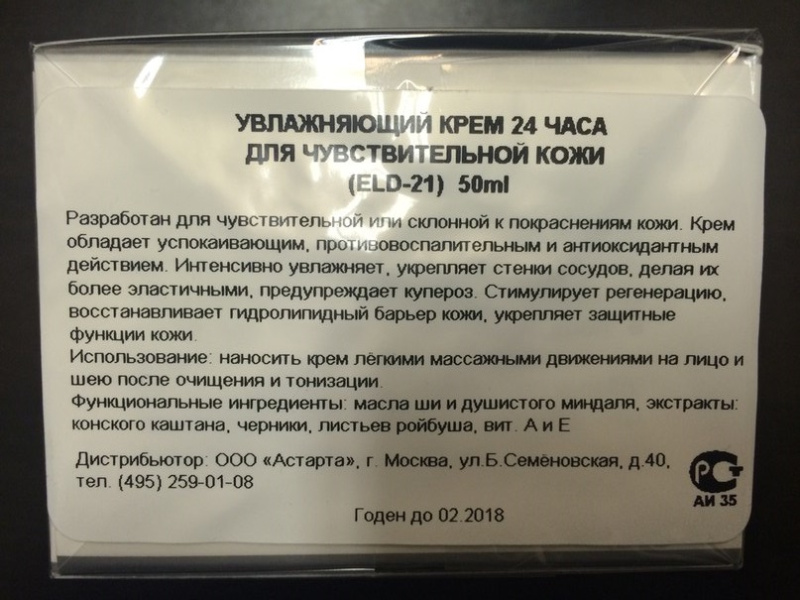 УВЛАЖНЯЮЩИЙ КРЕМ 24 ЧАСА
ДЛЯ ЧУВСТВИТЕЛЬНОЙ КОЖИ
(ELD-21) 50ml
Разработан для чувствительной или склонной к покраснениям кожи. Крем
обладает успокаивающим, противовоспалительным и антиоксидантным
действием. Интенсивно увлажняет, укрепляет стенки сосудов, делая их
более эластичными, предупреждает купероз. Стимулирует регенерацию,
восстанавливает гидролипидный барьер кожи, укрепляет защитные
функции кожи.
Использование: наносить крем лёгкими массажными движениями на лицо и
шею после очищения и тонизации.
Функциональные ингредиенты: масла ши и душистого миндаля, экстракты:
конского каштана, черники, листьев ройбуша, вит. А и Е
Дистрибьютор: ООО «Астарта», г. Москва, ул.Б.Семёновская, д.40,
тел. (495) 259-01-08
РСТ
АИ 35
Годен до 02.2018